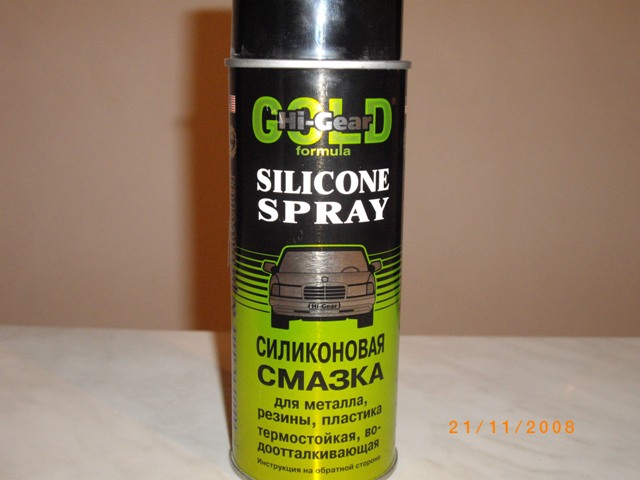 GOLD
Hi-Gear
formula
SILICONE
SPRAY
Hi-Gear
СИЛИКОНОВАЯ
СМАЗКА
для металла,
резины, пластика
термостойкая, во-
доотталкивающая
Инструкция на обратной стороне
21/11/2008